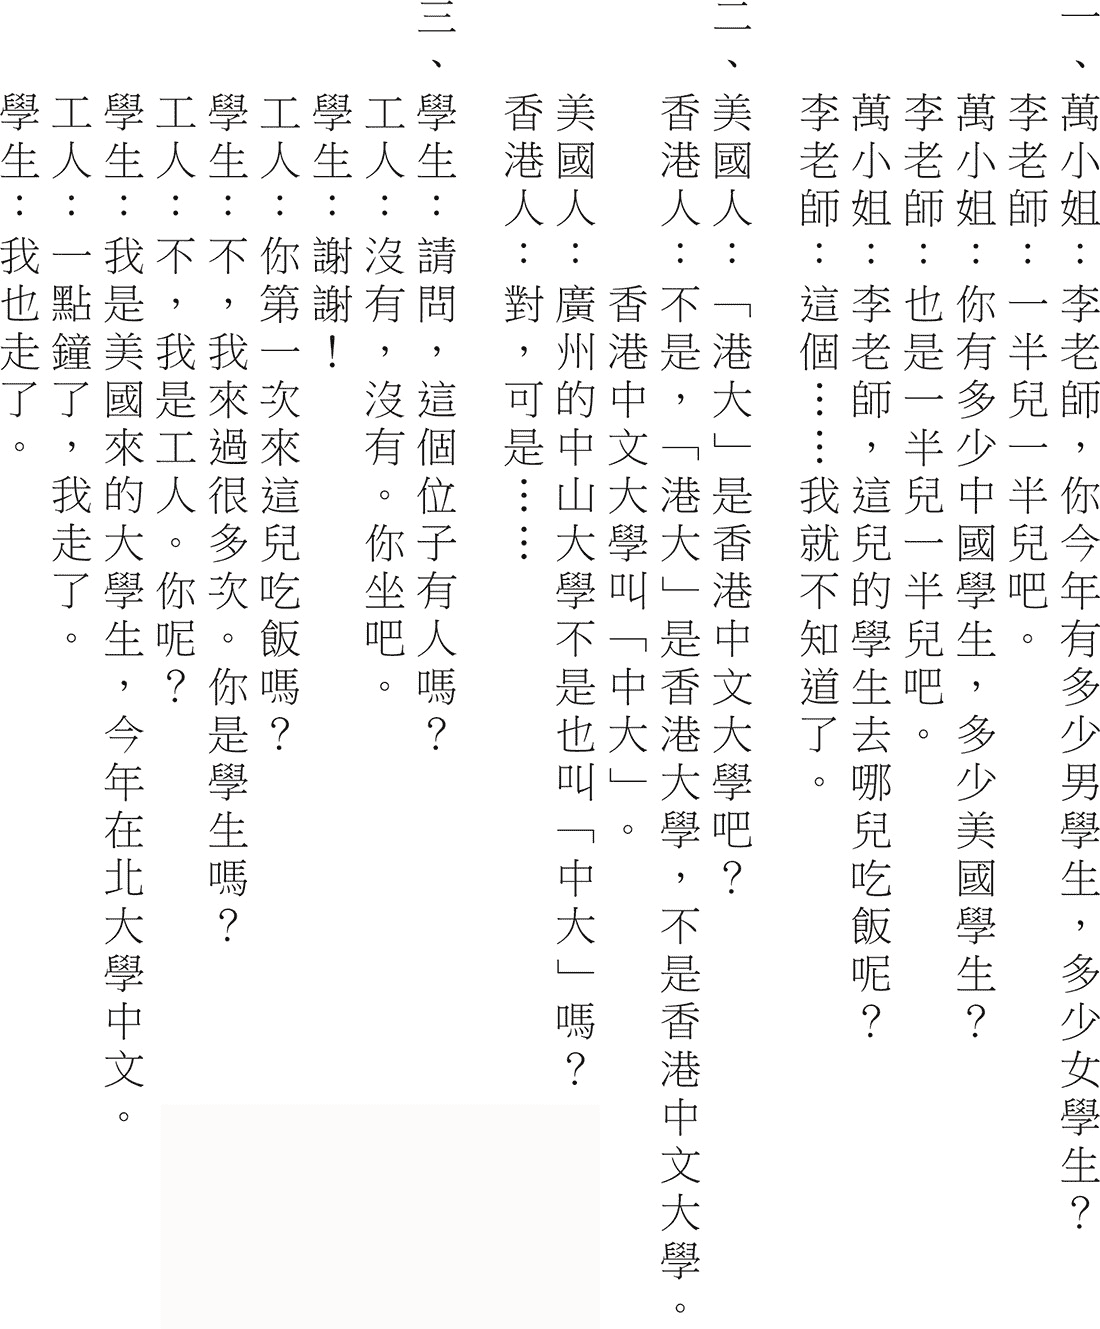 一、萬小姐：李老師，你今年有多少男學生，多少女學生？
李老師：一半兒一半兒吧。
萬小姐：你有多少中國學生，多少美國學生？
李老師：也是一半兒一半兒吧。
萬小姐：李老師，這兒的學生去哪兒吃飯呢？
李老師：這個……我就不知道了。
二、美國人：「港大」是香港中文大學吧？
香港人：不是，「港大」是香港大學，不是香港中文大學。
香港中文大學叫「中大」。
美國人：廣州的中山大學不是也叫「中大」嗎？
香港人：對，可是……
三、學生：請問，這個位子有人嗎？
工人：沒有，沒有。你坐吧。
學生：謝謝！
工人：你第一次來這兒吃飯嗎？
學生：不，我來過很多次。你是學生嗎？
工人：不，我是工人。你呢？
學生：我是美國來的大學生，今年在北大學中文。
工人：一點鐘了，我走了。
學生：我也走了。